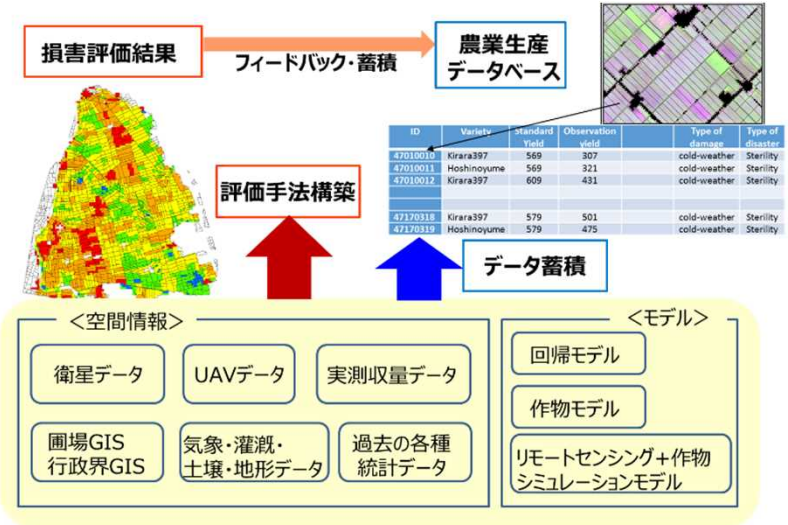 損害評価結果
フィードバック・蓄積
農業生産
データベース
ID Variety Standard Yield Observation yield Type of damage Type of disaster
47010010 Kirara397 569 307 cold-weather Sterility
47010011 Hoshinoyume 569 321 cold-weather Sterility
47010012 Kirara397 609 431 cold-weather Sterility
47170318 Kirara397 579 501 cold-weather Sterility
47170319 Hoshinoyume 579 475 cold-weather Sterility
評価手法構築
データ蓄積
＜空間情報＞
衛星データ
UAVデータ
実測収量データ
圃場GIS
行政界GIS
気象・灌漑・
土壌・地形データ
過去の各種
統計データ
＜モデル＞
回帰モデル
作物モデル
リモートセンシング＋作物
シミュレーションモデル